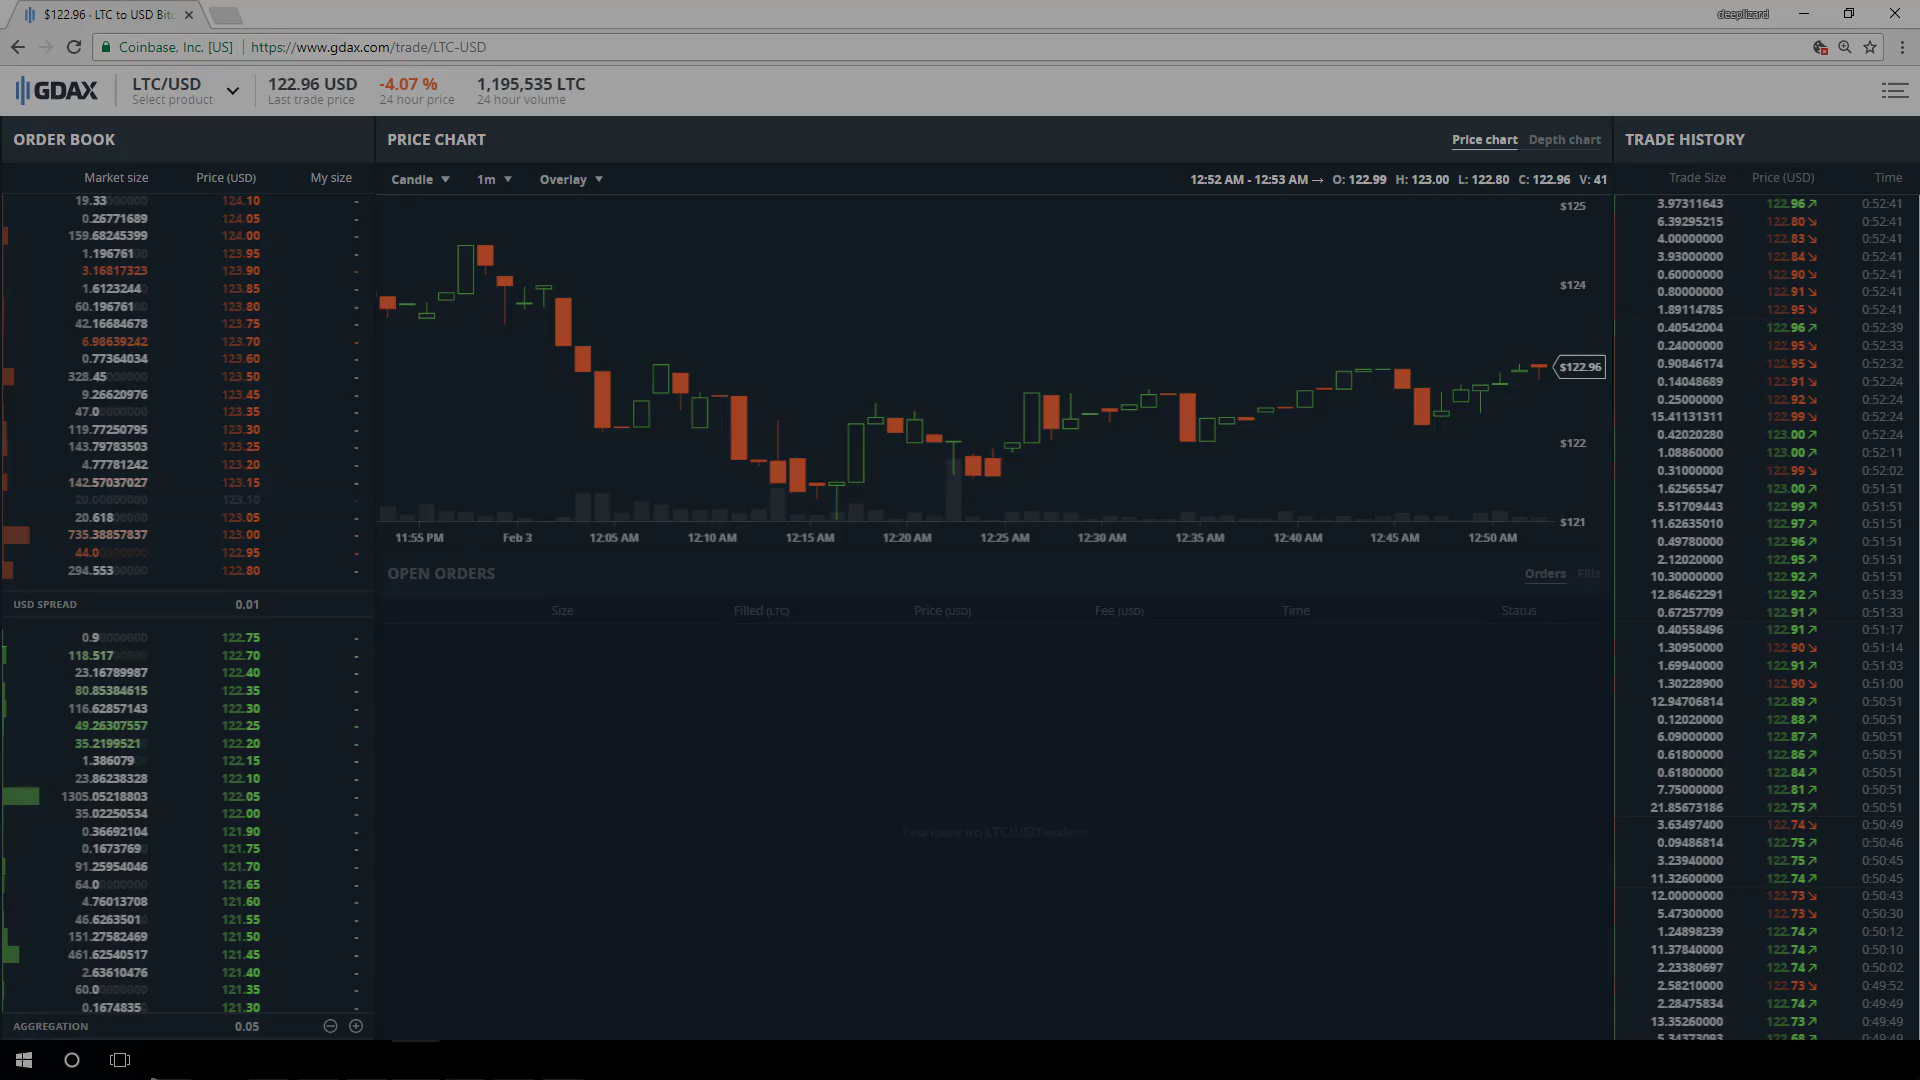 $122.96 · LTC to USD Bitc
deeplizard
Coinbase, Inc. [US]
https://www.gdax.com/trade/LTC-USD
GDAX
LTC/USD
Select product
122.96 USD
Last trade price
-4.07 %
24 hour price
1,195,535 LTC
24 hour volume
ORDER BOOK
Market size Price (USD) My size
19.33000000 124.10 -
0.26771689 124.05 -
159.68245399 124.00 -
1.19676100 123.95 -
3.16817323 123.90 -
1.61232440 123.85 -
60.19676100 123.80 -
42.16684678 123.75 -
6.98639242 123.70 -
0.77364034 123.60 -
328.45000000 123.50 -
9.26620976 123.45 -
47.00000000 123.35 -
119.77250795 123.30 -
143.79783503 123.25 -
4.77781242 123.20 -
142.57037027 123.15 -
20.00000000 123.10 -
20.61800000 123.05 -
735.38857837 123.00 -
44.00000000 122.95 -
294.55300000 122.80 -
USD SPREAD 0.01
0.90000000 122.75 -
118.51700000 122.70 -
23.16789987 122.40 -
80.85384615 122.35 -
116.62857143 122.30 -
49.26307557 122.25 -
35.21995210 122.20 -
1.38607900 122.15 -
23.86238328 122.10 -
1305.05218803 122.05 -
35.02250534 122.00 -
0.36692104 121.90 -
0.16737690 121.75 -
91.25954046 121.70 -
64.00000000 121.65 -
4.76013708 121.60 -
46.62635010 121.55 -
151.27582469 121.50 -
461.62540517 121.45 -
2.63610476 121.40 -
60.00000000 121.35 -
0.16748350 121.30 -
AGGREGATION 0.05
PRICE CHART
Price chart Depth chart
Candle 1m Overlay
12:52 AM - 12:53 AM → O: 122.99 H: 123.00 L: 122.80 C: 122.96 V: 41
$125
$124
$122.96
$122
$121
11:55 PM Feb 3 12:05 AM 12:10 AM 12:15 AM 12:20 AM 12:25 AM 12:30 AM 12:35 AM 12:40 AM 12:45 AM 12:50 AM
OPEN ORDERS
Orders Fills
Size Filled (LTC) Price (USD) Fee (USD) Time Status
You have no LTC/USD orders
TRADE HISTORY
Trade Size Price (USD) Time
3.97311643 122.96↗ 0:52:41
6.39295215 122.80↘ 0:52:41
4.00000000 122.83↘ 0:52:41
3.93000000 122.84↘ 0:52:41
0.60000000 122.90↘ 0:52:41
0.80000000 122.91↘ 0:52:41
1.89114785 122.95↘ 0:52:41
0.40542004 122.96↗ 0:52:39
0.24000000 122.95↘ 0:52:33
0.90846174 122.95↘ 0:52:32
0.14048689 122.91↘ 0:52:24
0.25000000 122.92↘ 0:52:24
15.41131311 122.99↘ 0:52:24
0.42020280 123.00↗ 0:52:24
1.08860000 123.00↗ 0:52:11
0.31000000 122.99↘ 0:52:02
1.62565547 123.00↗ 0:51:51
5.51709443 122.99↗ 0:51:51
11.62635010 122.97↗ 0:51:51
0.49780000 122.96↗ 0:51:51
2.12020000 122.95↗ 0:51:51
10.30000000 122.92↗ 0:51:51
12.86462291 122.92↗ 0:51:33
0.67257709 122.91↗ 0:51:33
0.40558496 122.91↗ 0:51:17
1.30950000 122.90↘ 0:51:14
1.69940000 122.91↗ 0:51:03
1.30228900 122.90↘ 0:51:00
12.94706814 122.89↗ 0:50:51
0.12020000 122.88↗ 0:50:51
6.09000000 122.87↗ 0:50:51
0.61800000 122.86↗ 0:50:51
0.61800000 122.84↗ 0:50:51
7.75000000 122.81↗ 0:50:51
21.85673186 122.75↗ 0:50:51
3.63497400 122.74↘ 0:50:49
0.09486814 122.75↗ 0:50:46
3.23940000 122.75↗ 0:50:45
11.32600000 122.74↗ 0:50:45
12.00000000 122.73↘ 0:50:43
5.47300000 122.73↘ 0:50:30
1.24898239 122.74↗ 0:50:12
11.37840000 122.74↗ 0:50:10
2.23380697 122.74↗ 0:50:02
2.58210000 122.73↘ 0:49:52
2.28475834 122.74↗ 0:49:49
13.35260000 122.73↗ 0:49:49
5.34373093 122.68↗ 0:49:49